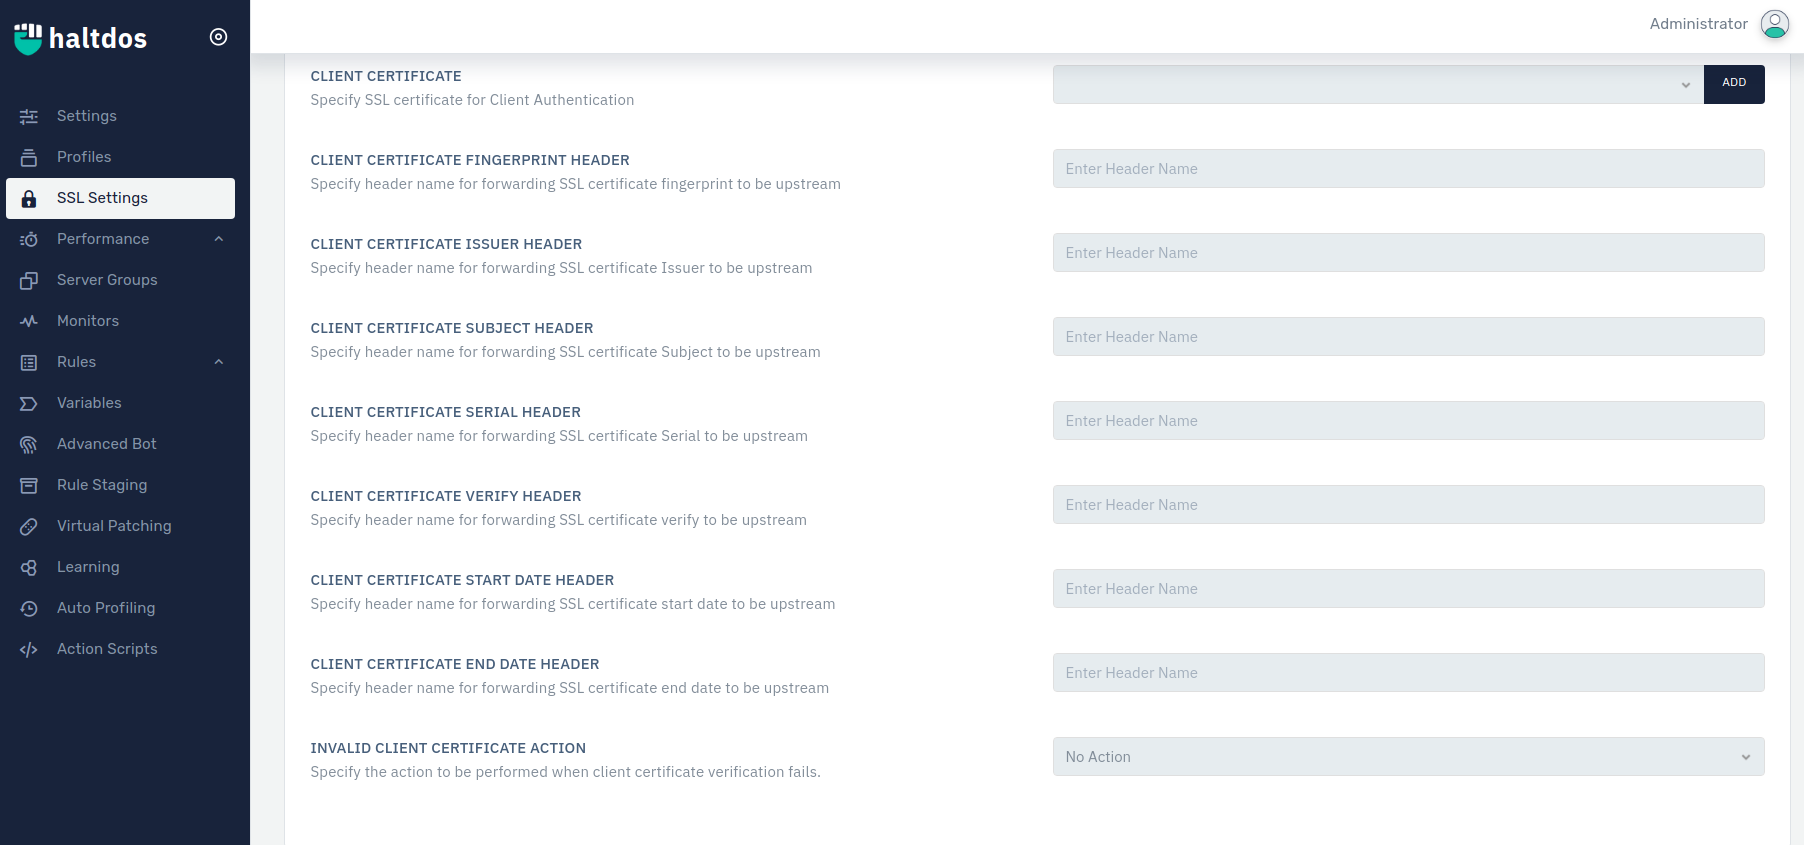 haltdos
Administrator
Settings
Profiles
SSL Settings
Performance
Server Groups
Monitors
Rules
Variables
Advanced Bot
Rule Staging
Virtual Patching
Learning
Auto Profiling
Action Scripts
CLIENT CERTIFICATE
Specify SSL certificate for Client Authentication
ADD
CLIENT CERTIFICATE FINGERPRINT HEADER
Specify header name for forwarding SSL certificate fingerprint to be upstream
Enter Header Name
CLIENT CERTIFICATE ISSUER HEADER
Specify header name for forwarding SSL certificate Issuer to be upstream
Enter Header Name
CLIENT CERTIFICATE SUBJECT HEADER
Specify header name for forwarding SSL certificate Subject to be upstream
Enter Header Name
CLIENT CERTIFICATE SERIAL HEADER
Specify header name for forwarding SSL certificate Serial to be upstream
Enter Header Name
CLIENT CERTIFICATE VERIFY HEADER
Specify header name for forwarding SSL certificate verify to be upstream
Enter Header Name
CLIENT CERTIFICATE START DATE HEADER
Specify header name for forwarding SSL certificate start date to be upstream
Enter Header Name
CLIENT CERTIFICATE END DATE HEADER
Specify header name for forwarding SSL certificate end date to be upstream
Enter Header Name
INVALID CLIENT CERTIFICATE ACTION
Specify the action to be performed when client certificate verification fails.
No Action